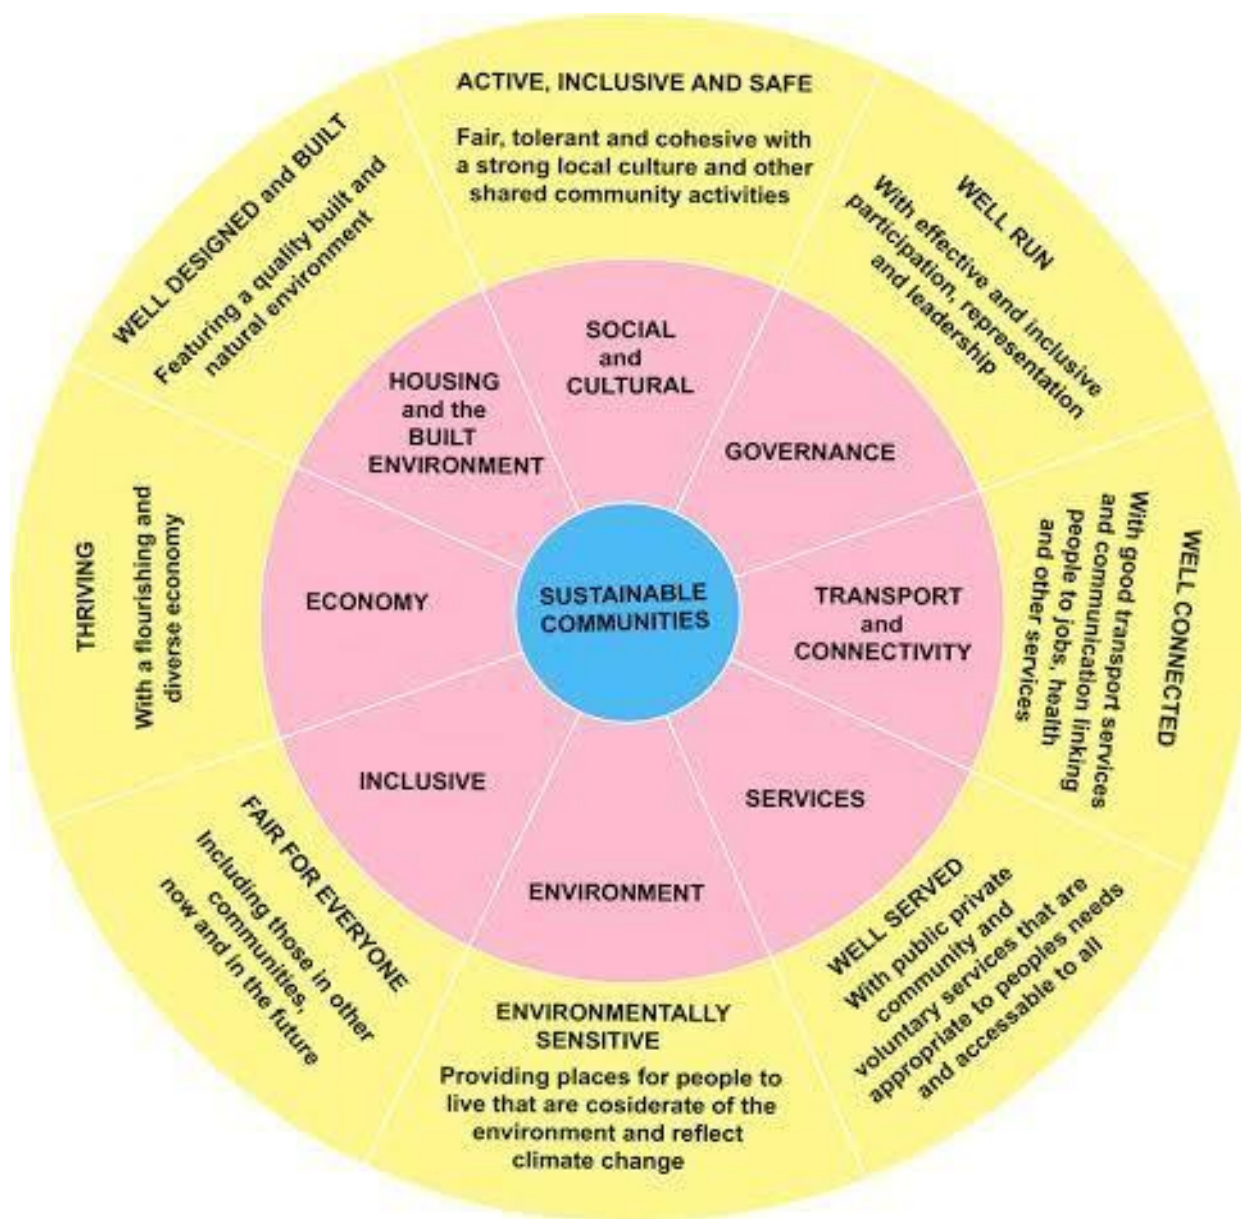 ACTIVE, INCLUSIVE AND SAFE
Fair, tolerant and cohesive with
a strong local culture and other
shared community activities
WELL RUN
With effective and inclusive
participation, representation
and leadership
WELL CONNECTED
With good transport services
and communication linking
people to jobs, health
and other services
WELL SERVED
With public private
community and
voluntary services that are
appropriate to peoples needs
and accessable to all
ENVIRONMENTALLY
SENSITIVE
Providing places for people to
live that are cosiderate of the
environment and reflect
climate change
FAIR FOR EVERYONE
Including those in other
communities,
now and in the future
THRIVING
With a flourishing and
diverse economy
WELL DESIGNED and BUILT
Featuring a quality built and
natural environment
SOCIAL
and
CULTURAL
GOVERNANCE
TRANSPORT
and
CONNECTIVITY
SERVICES
ENVIRONMENT
INCLUSIVE
ECONOMY
HOUSING
and the
BUILT
ENVIRONMENT
SUSTAINABLE
COMMUNITIES